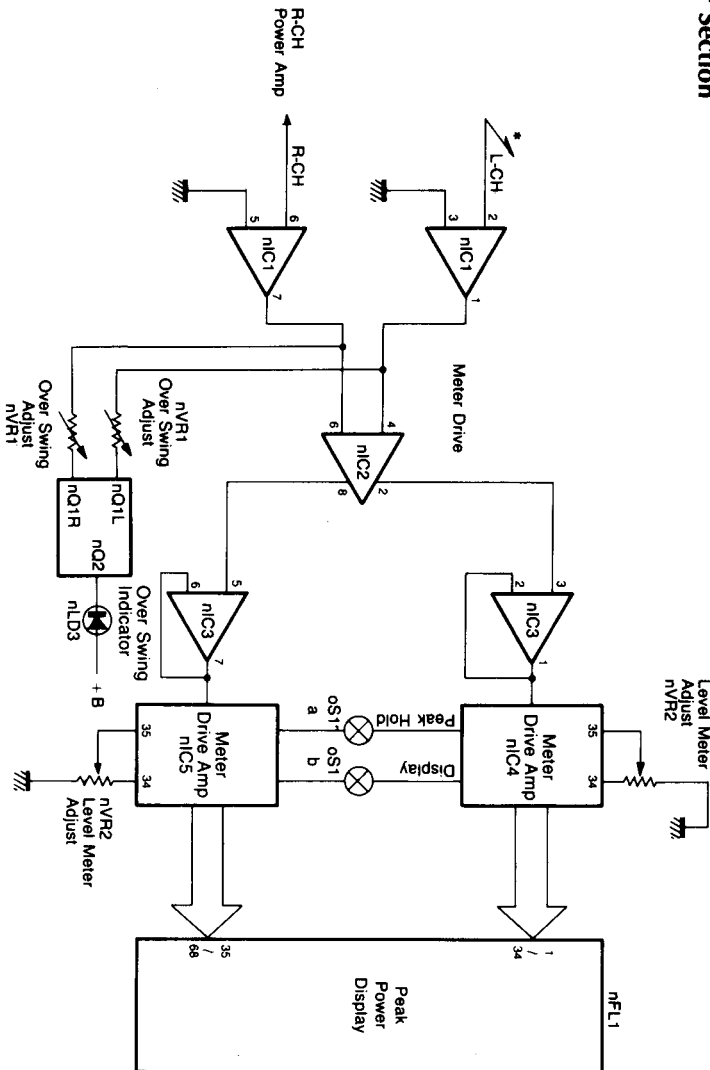 Section
*
L-CH
2
3
nIC1
1
R-CH
Power Amp
R-CH
6
5
nIC1
7
Meter Drive
4
6
nIC2
2
8
nVR1
Over Swing
Adjust
Over Swing
Adjust
nVR1
nQ1L
nQ1R
nQ2
Over Swing
Indicator
nLD3
+ B
3
2
nIC3
1
5
6
nIC3
7
Level Meter
Adjust
nVR2
35
34
Meter
Drive Amp
nIC4
Peak Hold
Display
oS11
a
oS1
b
Meter
Drive Amp
nIC5
35
34
nVR2
Level Meter
Adjust
nFL1
1
/
34
35
/
68
Peak
Power
Display